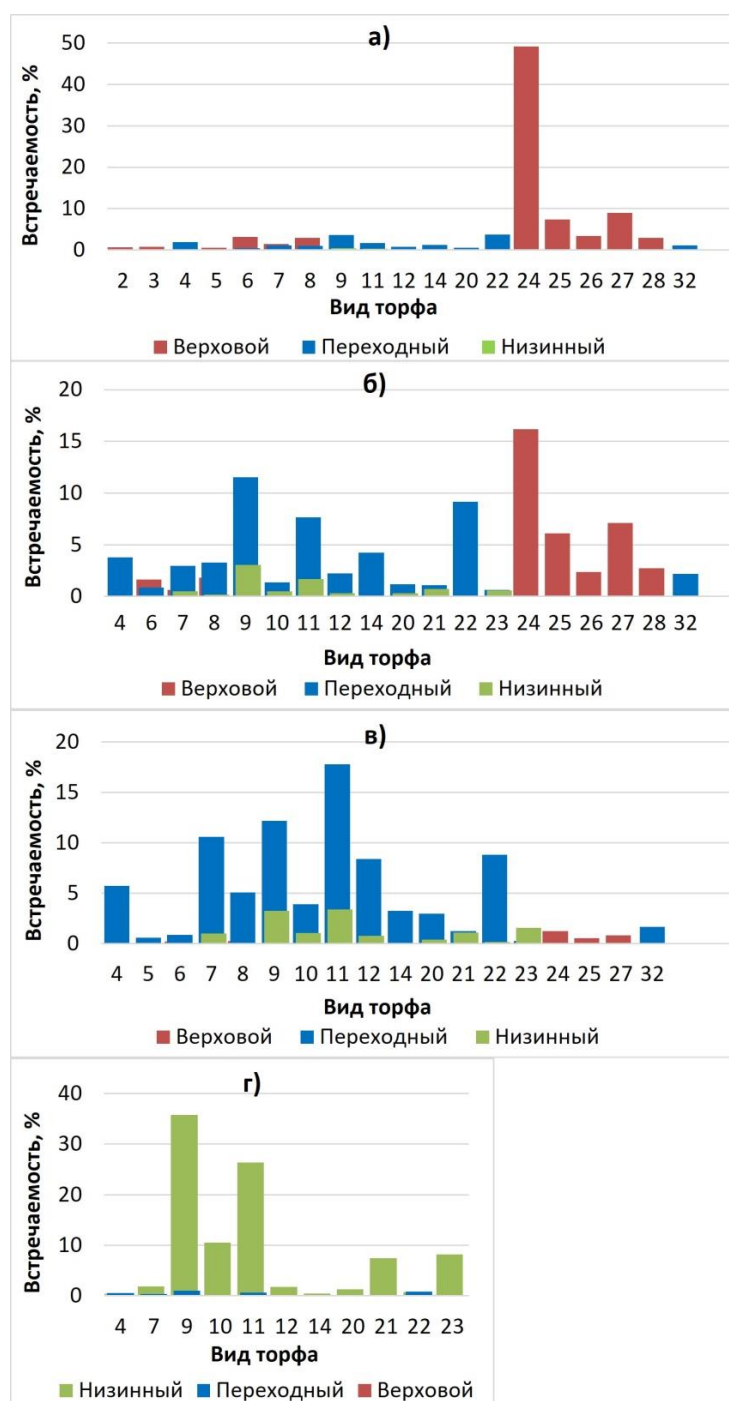 а)
Встречаемость, %
50
40
30
20
10
0
2 3 4 5 6 7 8 9 11 12 14 20 22 24 25 26 27 28 32
Вид торфа
Верховой Переходный Низинный
б)
Встречаемость, %
20
15
10
5
0
4 6 7 8 9 10 11 12 14 20 21 22 23 24 25 26 27 28 32
Вид торфа
Верховой Переходный Низинный
в)
Встречаемость, %
20
15
10
5
0
4 5 6 7 8 9 10 11 12 14 20 21 22 23 24 25 27 32
Вид торфа
Верховой Переходный Низинный
г)
Встречаемость, %
40
30
20
10
0
4 7 9 10 11 12 14 20 21 22 23
Вид торфа
Низинный Переходный Верховой